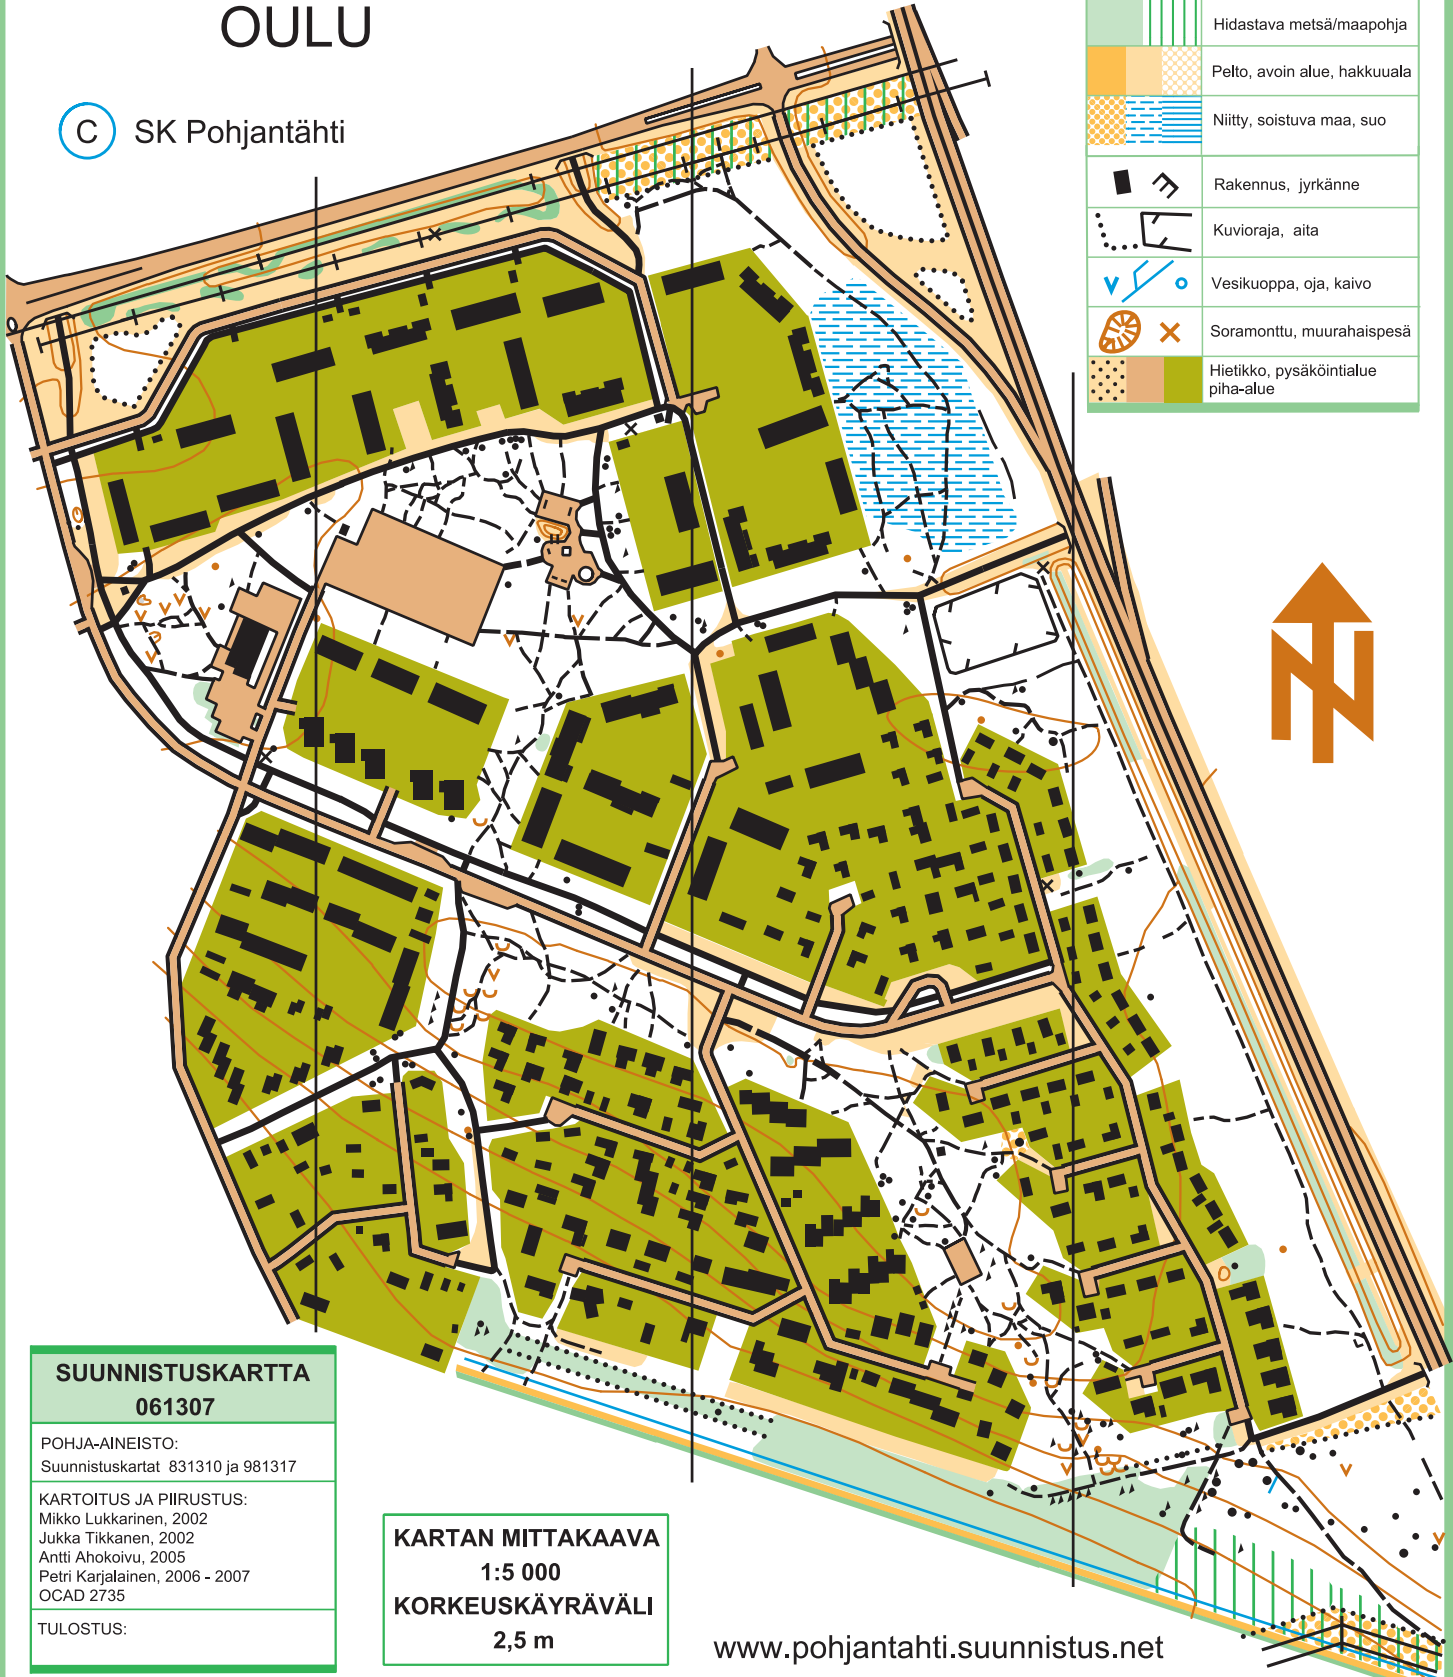 OULU
C SK Pohjantähti
Hidastava metsä/maapohja
Pelto, avoin alue, hakkuuala
Niitty, soistuva maa, suo
Rakennus, jyrkänne
Kuvioraja, aita
Vesikuoppa, oja, kaivo
Soramonttu, muurahaispesä
Hietikko, pysäköintialue
piha-alue
N
SUUNNISTUSKARTTA
061307
POHJA-AINEISTO:
Suunnistuskartat 831310 ja 981317
KARTOITUS JA PIIRUSTUS:
Mikko Lukkarinen, 2002
Jukka Tikkanen, 2002
Antti Ahokoivu, 2005
Petri Karjalainen, 2006 - 2007
OCAD 2735
TULOSTUS:
KARTAN MITTAKAAVA
1:5 000
KORKEUSKÄYRÄVÄLI
2,5 m
www.pohjantahti.suunnistus.net